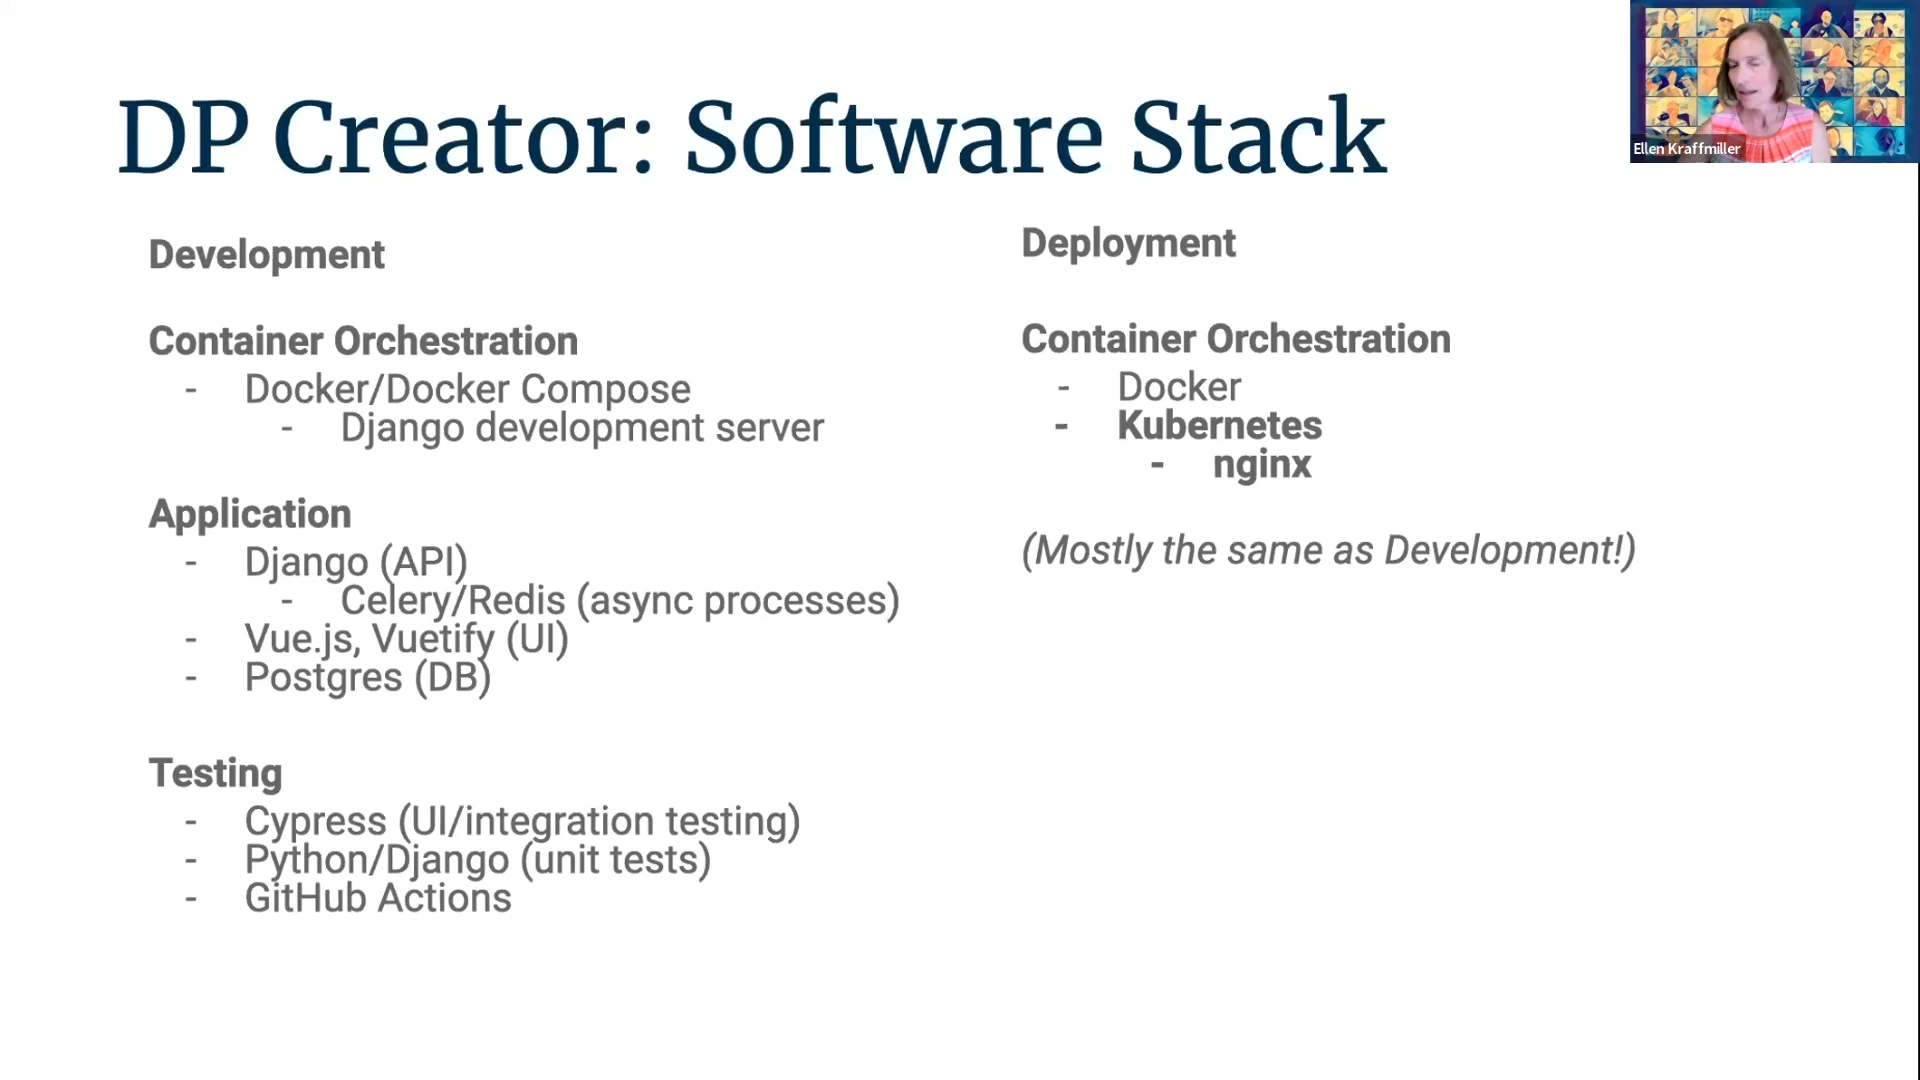 DP Creator: Software Stack
Ellen Kraffmiller
Development
Container Orchestration
- Docker/Docker Compose
- Django development server
Application
- Django (API)
- Celery/Redis (async processes)
- Vue.js, Vuetify (UI)
- Postgres (DB)
Testing
- Cypress (UI/integration testing)
- Python/Django (unit tests)
- GitHub Actions
Deployment
Container Orchestration
- Docker
- Kubernetes
- nginx
(Mostly the same as Development!)